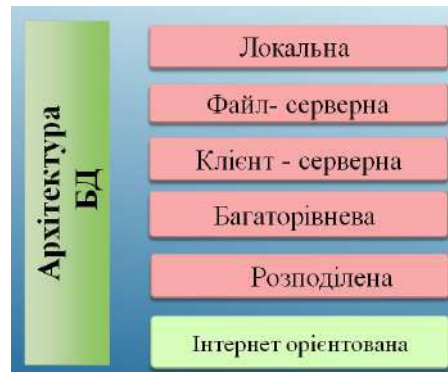 Архітектура
БД
Локальна
Файл- серверна
Клієнт - серверна
Багаторівнева
Розподілена
Інтернет орієнтована